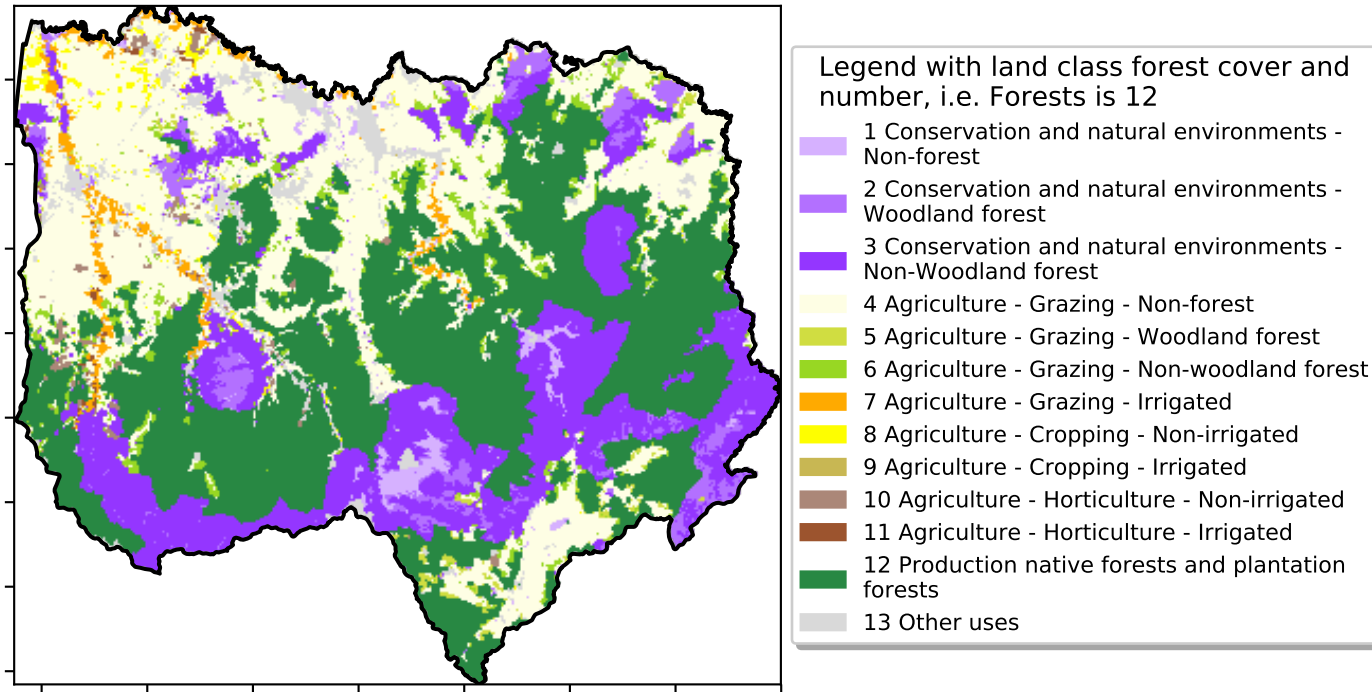 Legend with land class forest cover and
number, i.e. Forests is 12
1 Conservation and natural environments -
Non-forest
2 Conservation and natural environments -
Woodland forest
3 Conservation and natural environments -
Non-Woodland forest
4 Agriculture - Grazing - Non-forest
5 Agriculture - Grazing - Woodland forest
6 Agriculture - Grazing - Non-woodland forest
7 Agriculture - Grazing - Irrigated
8 Agriculture - Cropping - Non-irrigated
9 Agriculture - Cropping - Irrigated
10 Agriculture - Horticulture - Non-irrigated
11 Agriculture - Horticulture - Irrigated
12 Production native forests and plantation
forests
13 Other uses